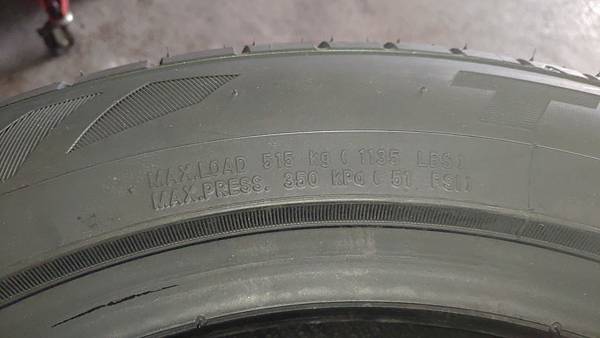 T
MAX.LOAD 515 kg ( 1135 LBS)
MAX.PRESS. 350 KPa ( 51 PSI)